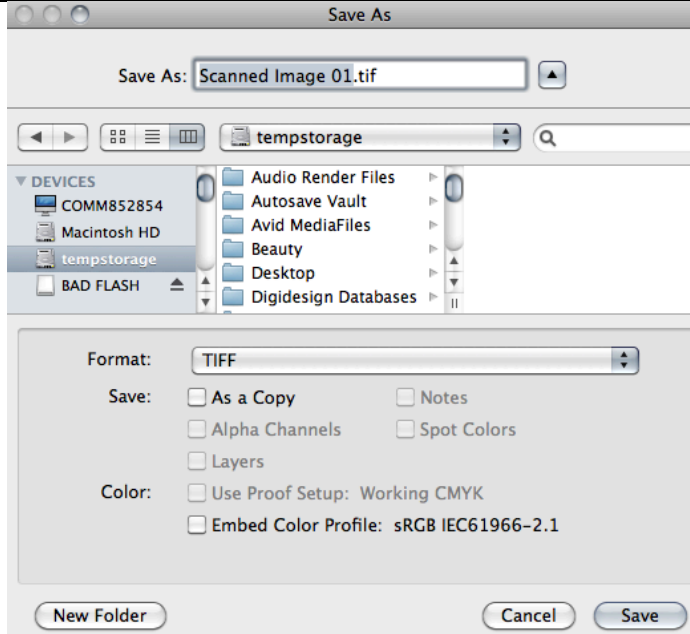 Save As
Save As: Scanned Image 01.tif
tempstorage
DEVICES
COMM852854
Macintosh HD
tempstorage
BAD FLASH
Audio Render Files
Autosave Vault
Avid MediaFiles
Beauty
Desktop
Digidesign Databases
Format: TIFF
Save: As a Copy Notes
Alpha Channels Spot Colors
Layers
Color: Use Proof Setup: Working CMYK
Embed Color Profile: sRGB IEC61966-2.1
New Folder Cancel Save